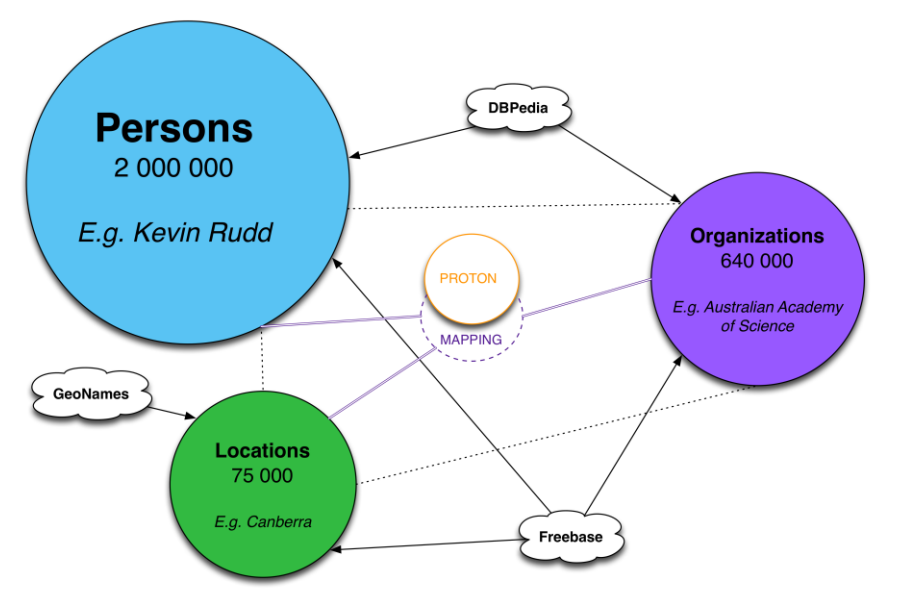 Persons
2 000 000
E.g. Kevin Rudd
DBPedia
Organizations
640 000
E.g. Australian Academy
of Science
PROTON
MAPPING
GeoNames
Locations
75 000
E.g. Canberra
Freebase